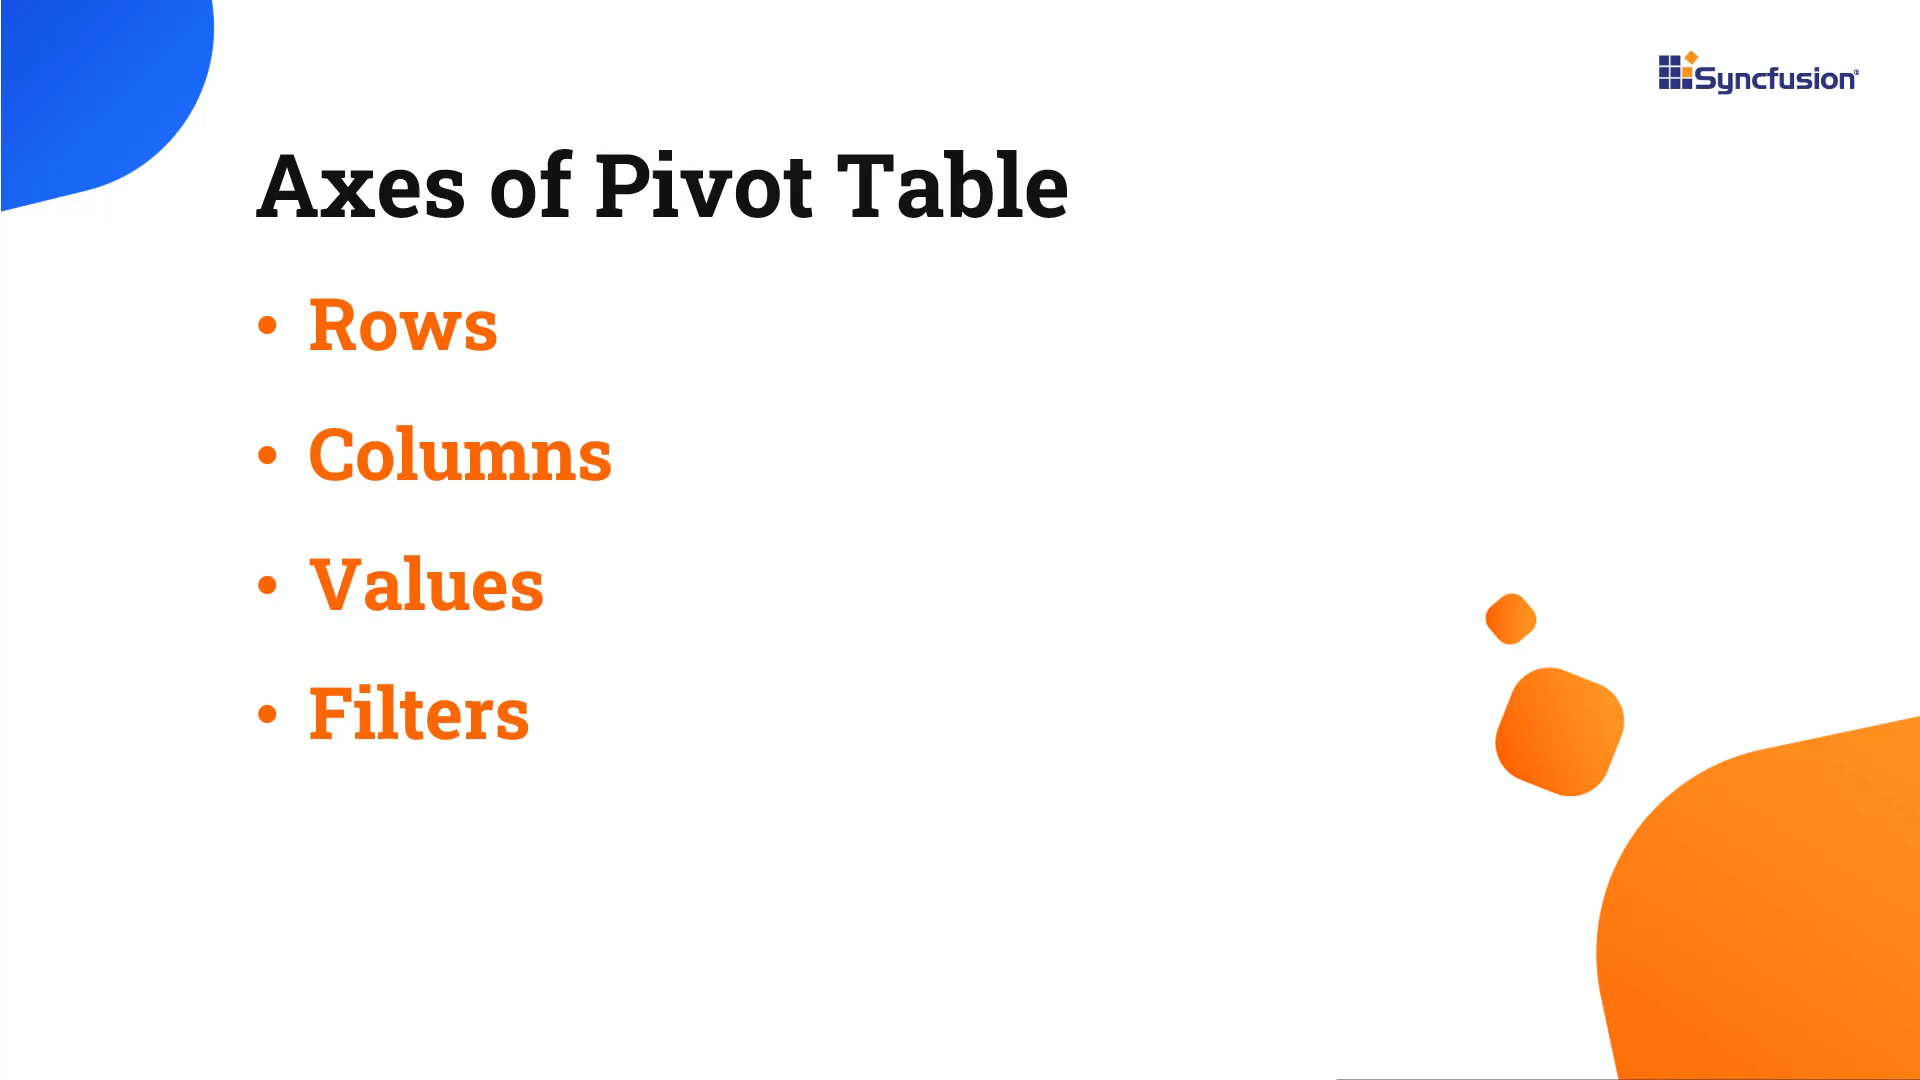 Syncfusion®
Axes of Pivot Table
• Rows
• Columns
• Values
• Filters